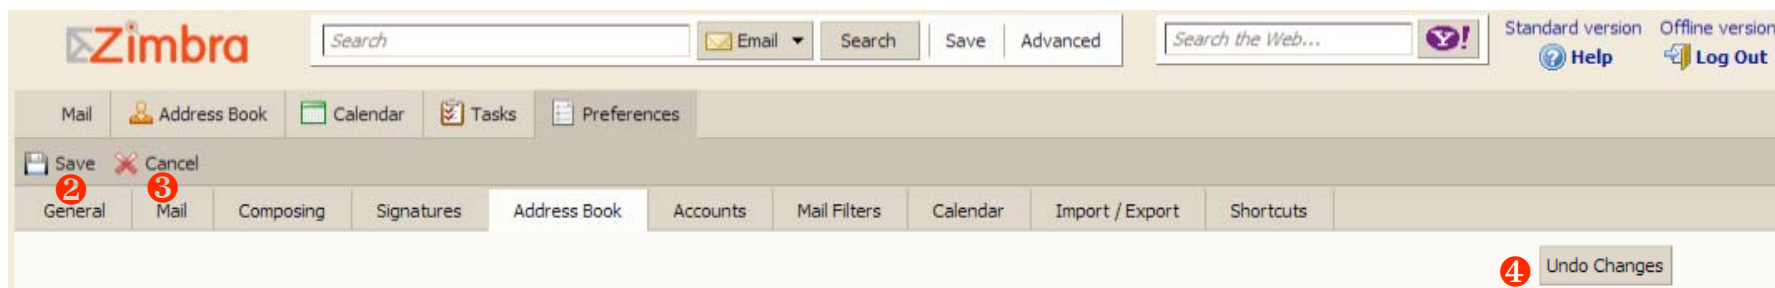 Zimbra Search Email Search Save Advanced Search the Web... Y! Standard version Offline version
Help Log Out
Mail Address Book Calendar Tasks Preferences
Save Cancel
2 3
General Mail Composing Signatures Address Book Accounts Mail Filters Calendar Import / Export Shortcuts
4 Undo Changes